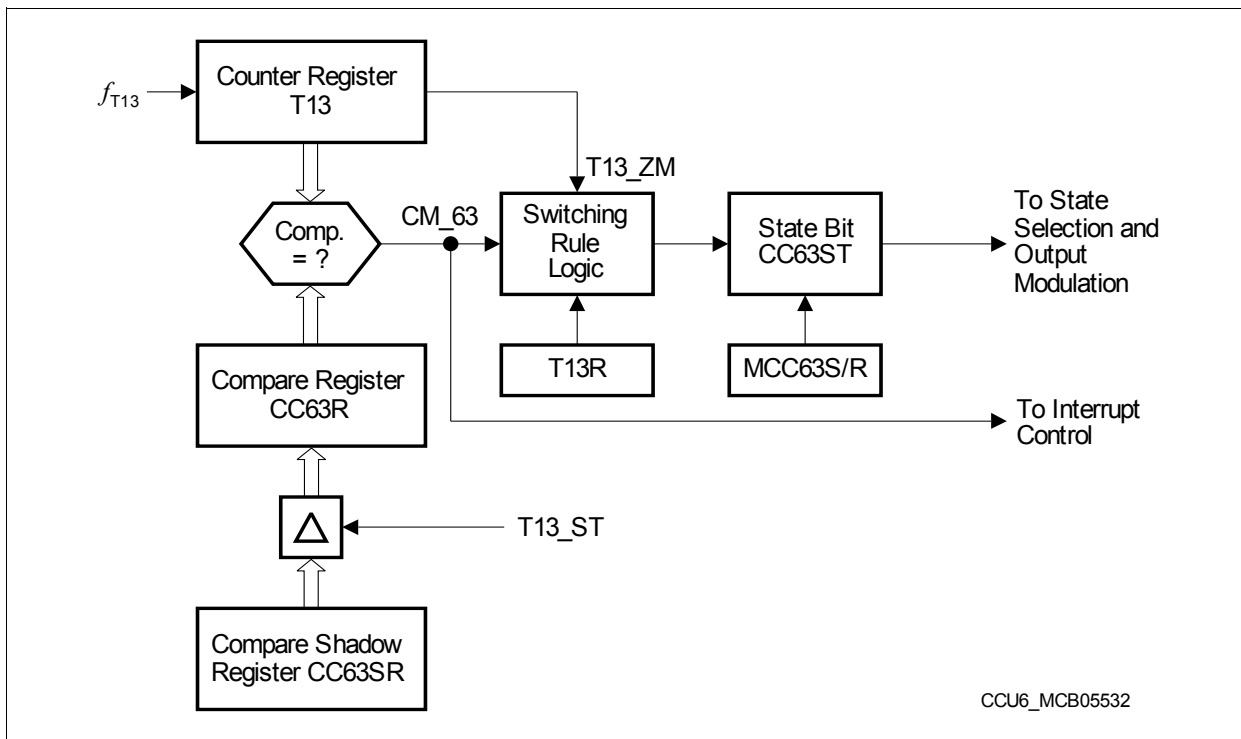 Counter Register
T13
fT13
T13_ZM
CM_63
Comp.
= ?
Switching
Rule
Logic
State Bit
CC63ST
To State
Selection and
Output
Modulation
T13R
MCC63S/R
Compare Register
CC63R
To Interrupt
Control
T13_ST
Compare Shadow
Register CC63SR
CCU6_MCB05532